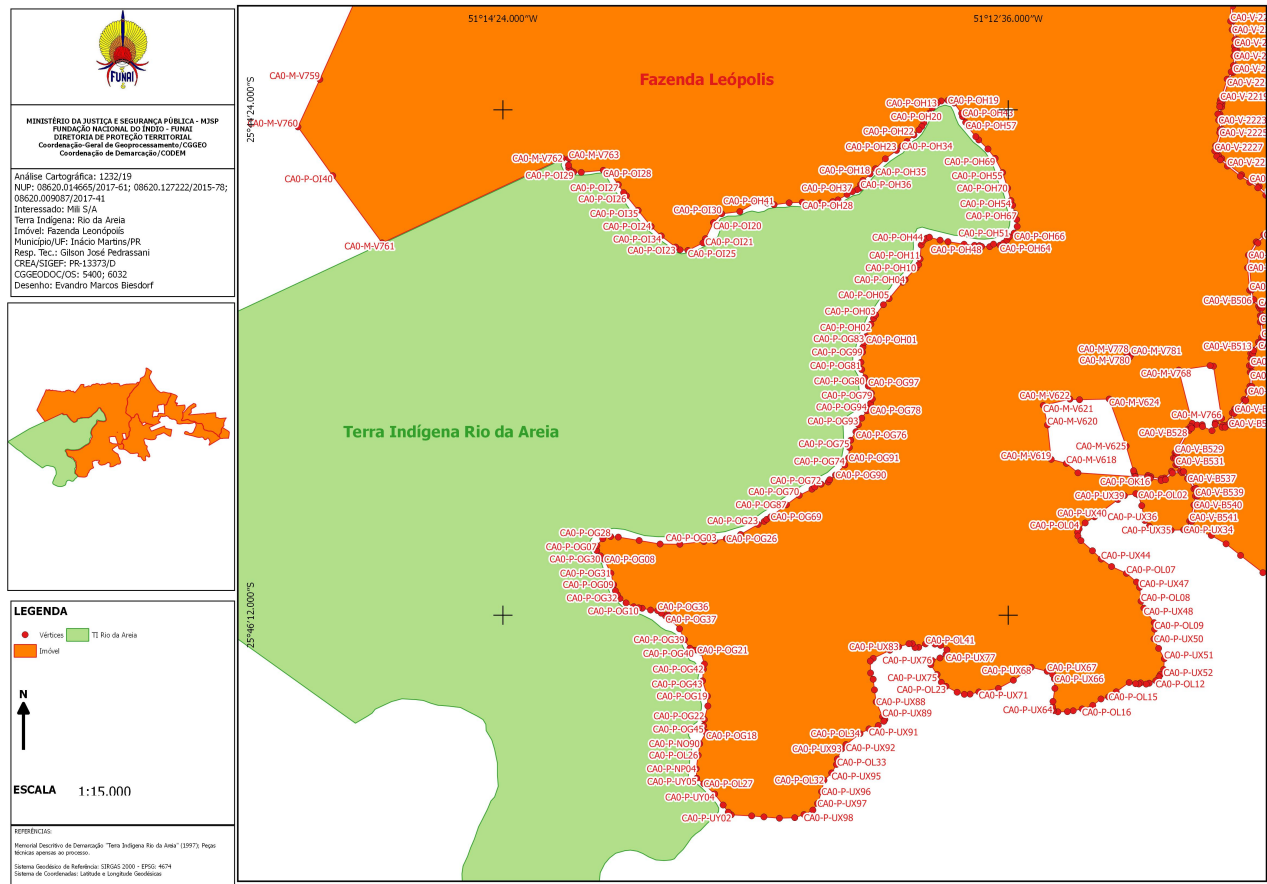 FUNAI
MINISTÉRIO DA JUSTIÇA E SEGURANÇA PÚBLICA - MJSP
FUNDAÇÃO NACIONAL DO ÍNDIO - FUNAI
DIRETORIA DE PROTEÇÃO TERRITORIAL
Coordenação-Geral de Geoprocessamento/CGGEO
Coordenação de Demarcação/CODEM
Análise Cartográfica: 1232/19
NUP: 08620.014665/2017-61; 08620.127222/2015-78;
08620.009087/2017-41
Interessado: Mili S/A
Terra Indígena: Rio da Areia
Imóvel: Fazenda Leonópolis
Município/UF: Inácio Martins/PR
Resp. Tec.: Gilson José Pedrassani
CREA/SIGEF: PR-13373/D
CGGEODOC/OS: 5400; 6032
Desenho: Evandro Marcos Biesdorf
LEGENDA
Vértices
TI Rio da Areia
Imóvel
N
ESCALA 1:15.000
REFERÊNCIAS:
Memorial Descritivo de Demarcação "Terra Indígena Rio da Areia" (1997); Peças
técnicas apensas ao processo.
Sistema Geodésico de Referência: SIRGAS 2000 - EPSG: 4674
Sistema de Coordenadas: Latitude e Longitude Geodésicas
51°14'24.000"W
51°12'36.000"W
25°44'24.000"S
25°46'12.000"S
Fazenda Leópolis
Terra Indígena Rio da Areia
CA0-M-V759
CA0-M-V760
CA0-P-OI40
CA0-M-V761
CA0-M-V762
CA0-M-V763
CA0-P-OI29
CA0-P-OI28
CA0-P-OI27
CA0-P-OI26
CA0-P-OI35
CA0-P-OI24
CA0-P-OI34
CA0-P-OI23
CA0-P-OI25
CA0-P-OI21
CA0-P-OI20
CA0-P-OI30
CA0-P-OH41
CA0-P-OH28
CA0-P-OH37
CA0-P-OH36
CA0-P-OH18
CA0-P-OH35
CA0-P-OH23
CA0-P-OH34
CA0-P-OH22
CA0-P-OH20
CA0-P-OH13
CA0-P-OH19
CA0-P-OH43
CA0-P-OH57
CA0-P-OH69
CA0-P-OH55
CA0-P-OH70
CA0-P-OH54
CA0-P-OH67
CA0-P-OH51
CA0-P-OH66
CA0-P-OH64
CA0-P-OH48
CA0-P-OH44
CA0-P-OH11
CA0-P-OH10
CA0-P-OH04
CA0-P-OH05
CA0-P-OH03
CA0-P-OH02
CA0-P-OG83
CA0-P-OH01
CA0-P-OG99
CA0-P-OG81
CA0-P-OG80
CA0-P-OG97
CA0-P-OG79
CA0-P-OG94
CA0-P-OG78
CA0-P-OG93
CA0-P-OG76
CA0-P-OG75
CA0-P-OG74
CA0-P-OG91
CA0-P-OG90
CA0-P-OG72
CA0-P-OG70
CA0-P-OG87
CA0-P-OG69
CA0-P-OG23
CA0-P-OG26
CA0-P-OG03
CA0-P-OG28
CA0-P-OG07
CA0-P-OG30
CA0-P-OG08
CA0-P-OG31
CA0-P-OG09
CA0-P-OG32
CA0-P-OG10
CA0-P-OG36
CA0-P-OG37
CA0-P-OG39
CA0-P-OG40
CA0-P-OG21
CA0-P-OG42
CA0-P-OG43
CA0-P-OG19
CA0-P-OG22
CA0-P-OG45
CA0-P-OG18
CA0-P-NO90
CA0-P-OL26
CA0-P-NP04
CA0-P-UY05
CA0-P-OL27
CA0-P-UY04
CA0-P-UY02
CA0-P-UX98
CA0-P-UX97
CA0-P-UX96
CA0-P-OL32
CA0-P-UX95
CA0-P-OL33
CA0-P-UX93
CA0-P-UX92
CA0-P-OL34
CA0-P-UX91
CA0-P-UX89
CA0-P-UX88
CA0-P-OL23
CA0-P-UX75
CA0-P-UX83
CA0-P-UX76
CA0-P-OL41
CA0-P-UX77
CA0-P-UX71
CA0-P-UX68
CA0-P-UX67
CA0-P-UX66
CA0-P-UX64
CA0-P-OL16
CA0-P-OL15
CA0-P-OL12
CA0-P-UX52
CA0-P-UX51
CA0-P-UX50
CA0-P-OL09
CA0-P-UX48
CA0-P-OL08
CA0-P-UX47
CA0-P-OL07
CA0-P-UX44
CA0-P-OL04
CA0-P-UX40
CA0-P-UX39
CA0-P-UX36
CA0-P-UX35
CA0-P-UX34
CA0-P-OL02
CA0-P-OK16
CA0-M-V778
CA0-M-V781
CA0-M-V780
CA0-M-V768
CA0-M-V766
CA0-M-V622
CA0-M-V624
CA0-M-V621
CA0-M-V620
CA0-M-V625
CA0-M-V619
CA0-M-V618
CA0-V-B506
CA0-V-B513
CA0-V-B528
CA0-V-B529
CA0-V-B531
CA0-V-B537
CA0-V-B539
CA0-V-B540
CA0-V-B541
CA0-V-2219
CA0-V-2223
CA0-V-2225
CA0-V-2227